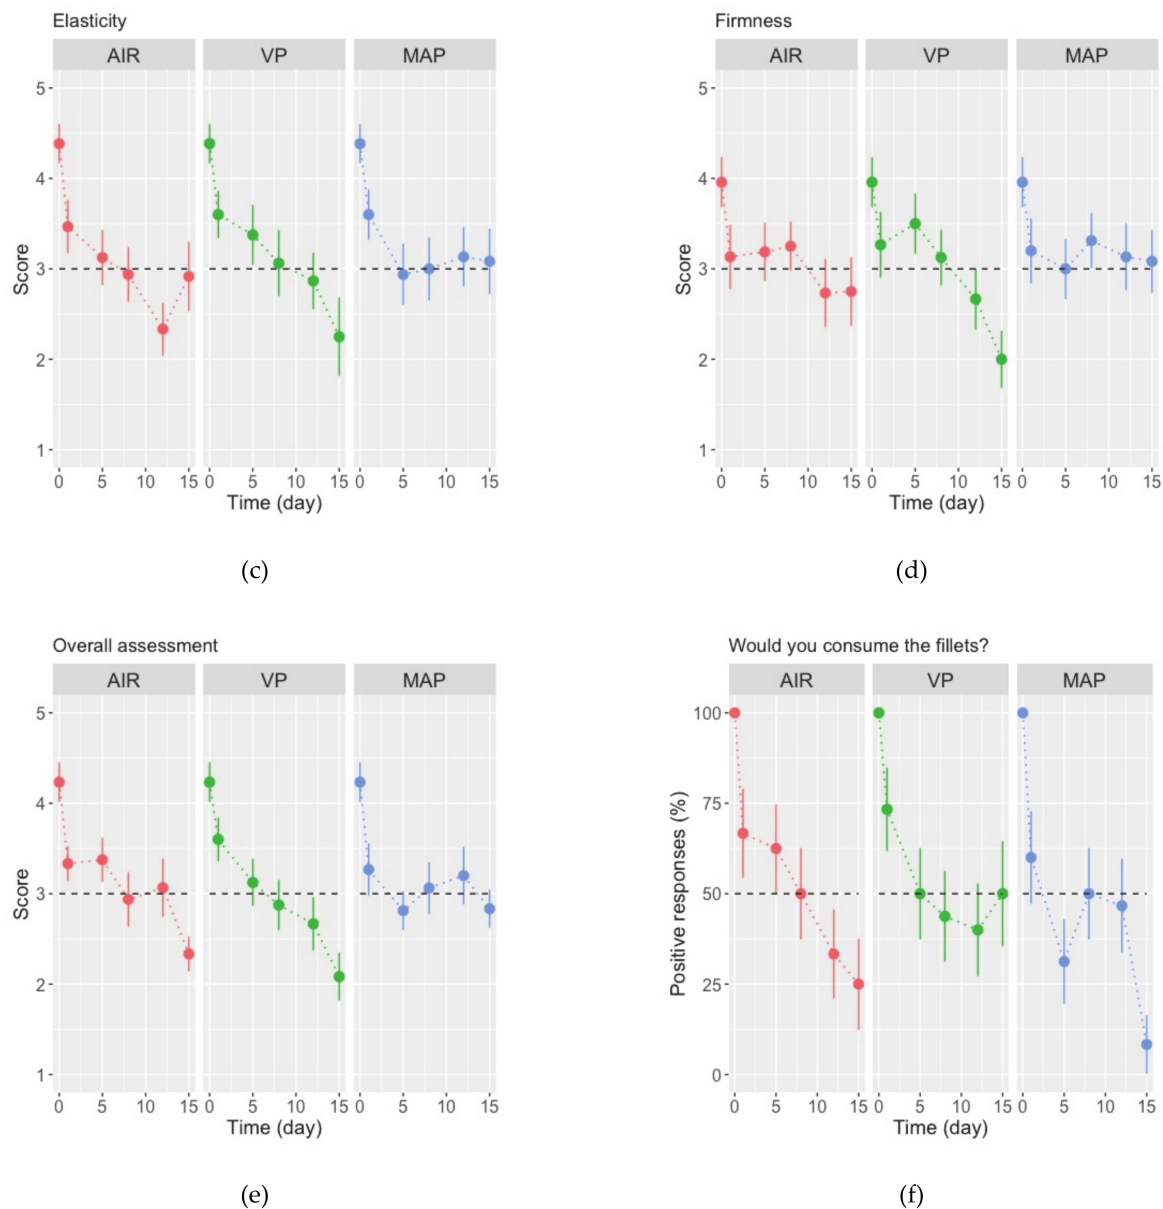 Elasticity
AIR VP MAP
5
4
3
2
1
Score
0 5 10 15 0 5 10 15 0 5 10 15
Time (day)
(c)
Firmness
AIR VP MAP
5
4
3
2
1
Score
0 5 10 15 0 5 10 15 0 5 10 15
Time (day)
(d)
Overall assessment
AIR VP MAP
5
4
3
2
1
Score
0 5 10 15 0 5 10 15 0 5 10 15
Time (day)
(e)
Would you consume the fillets?
AIR VP MAP
100
75
50
25
0
Positive responses (%)
0 5 10 15 0 5 10 15 0 5 10 15
Time (day)
(f)